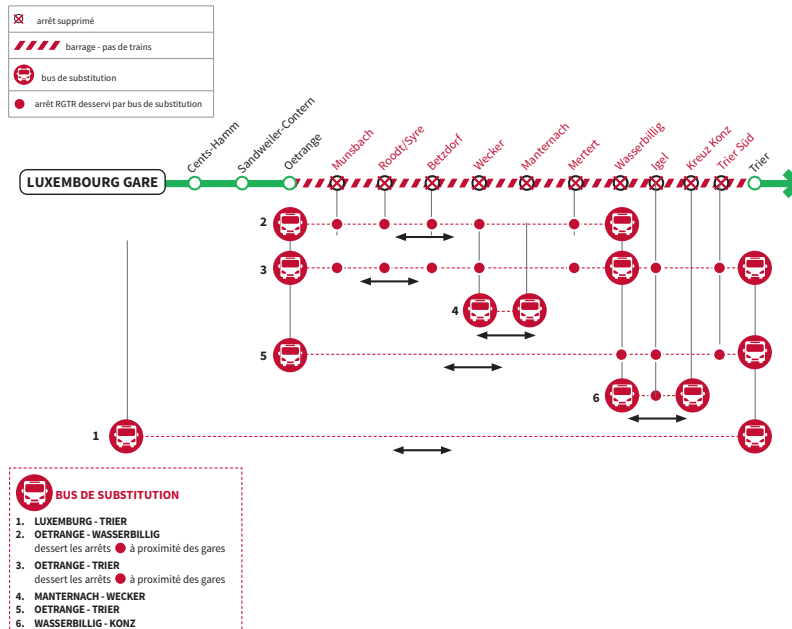 arrêt supprimé
barrage - pas de trains
bus de substitution
arrêt RGTR desservi par bus de substitution
LUXEMBOURG GARE
Cents-Hamm
Sandweiler-Contern
Oetrange
Munsbach
Roodt/Syre
Betzdorf
Wecker
Manternach
Mertert
Wasserbillig
Igel
Kreuz Konz
Trier Süd
Trier
2
3
4
5
6
1
BUS DE SUBSTITUTION
1. LUXEMBURG - TRIER
2. OETRANGE - WASSERBILLIG
dessert les arrêts à proximité des gares
3. OETRANGE - TRIER
dessert les arrêts à proximité des gares
4. MANTERNACH - WECKER
5. OETRANGE - TRIER
6. WASSERBILLIG - KONZ